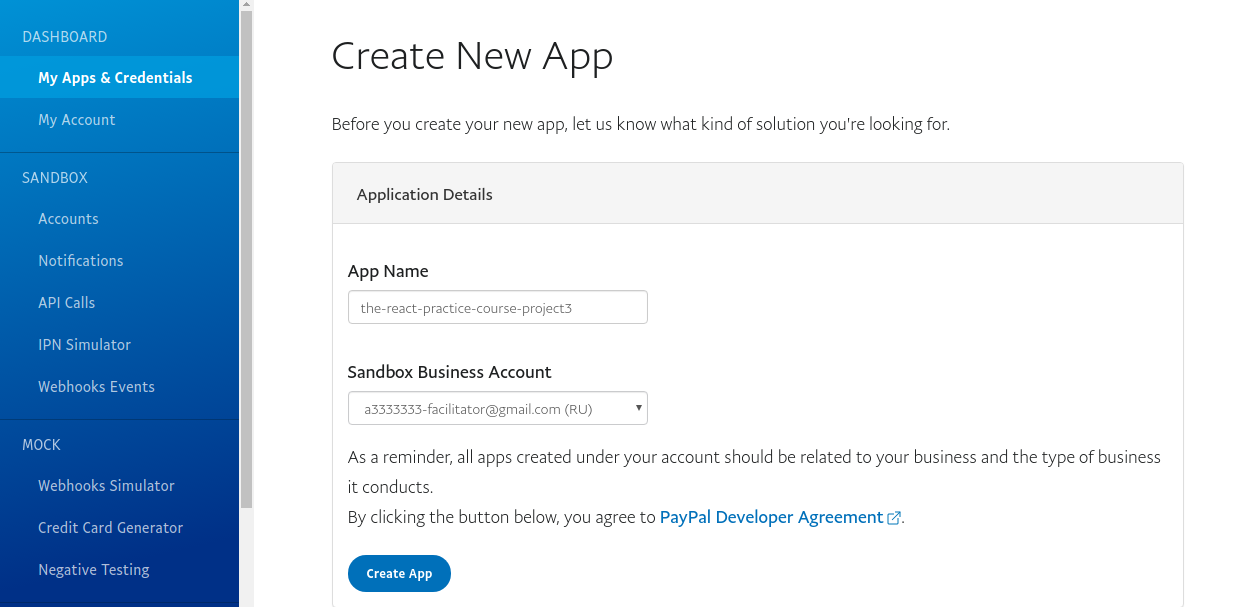 DASHBOARD
My Apps & Credentials
My Account
SANDBOX
Accounts
Notifications
API Calls
IPN Simulator
Webhooks Events
MOCK
Webhooks Simulator
Credit Card Generator
Negative Testing
Create New App
Before you create your new app, let us know what kind of solution you're looking for.
Application Details
App Name
the-react-practice-course-project3
Sandbox Business Account
a3333333-facilitator@gmail.com (RU)
As a reminder, all apps created under your account should be related to your business and the type of business
it conducts.
By clicking the button below, you agree to PayPal Developer Agreement.
Create App